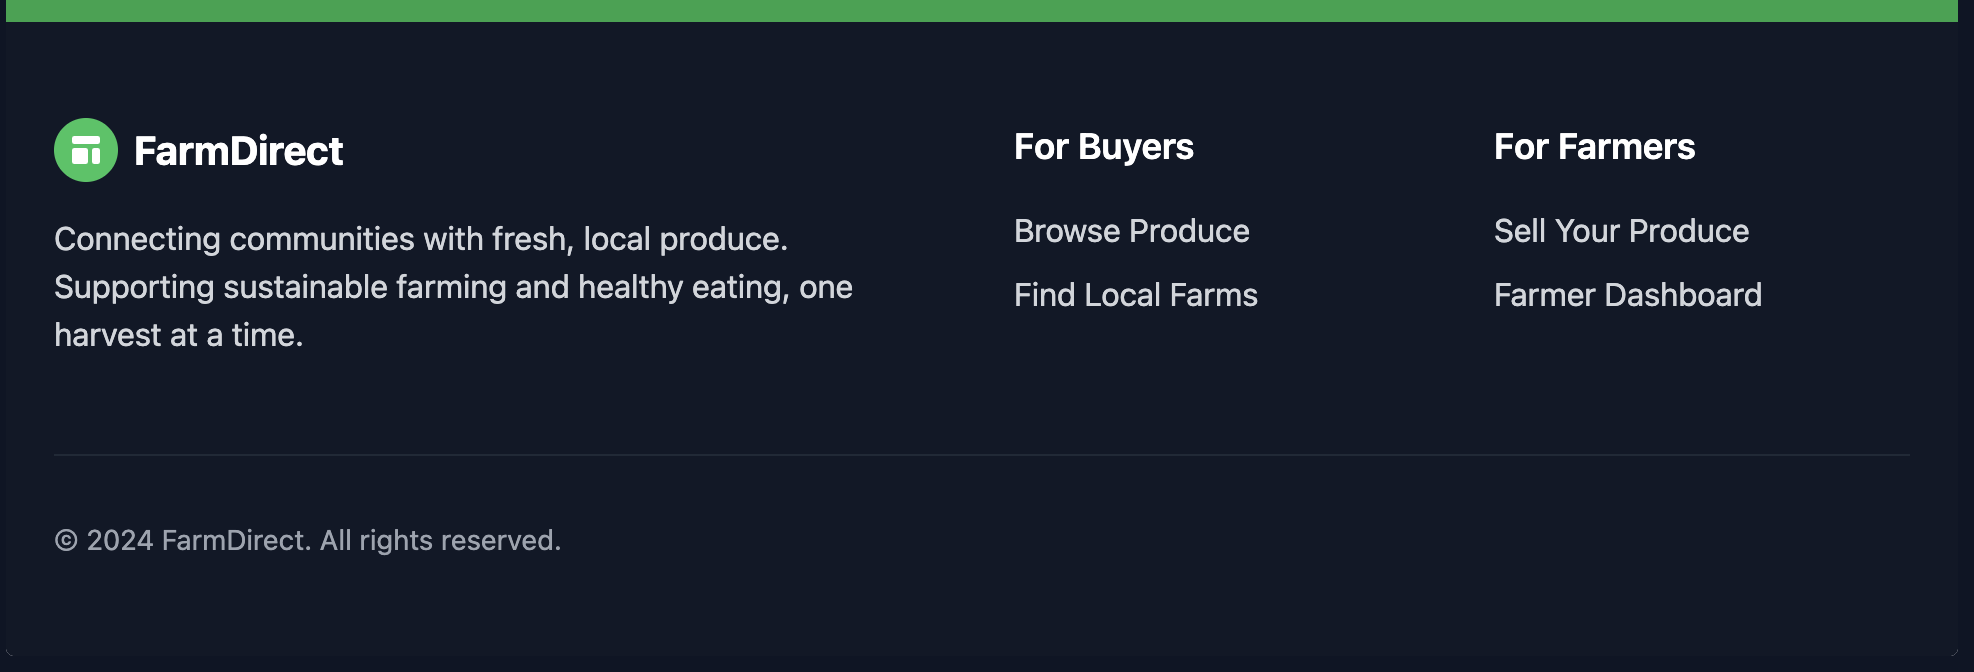 FarmDirect
Connecting communities with fresh, local produce.
Supporting sustainable farming and healthy eating, one
harvest at a time.
For Buyers
Browse Produce
Find Local Farms
For Farmers
Sell Your Produce
Farmer Dashboard
© 2024 FarmDirect. All rights reserved.